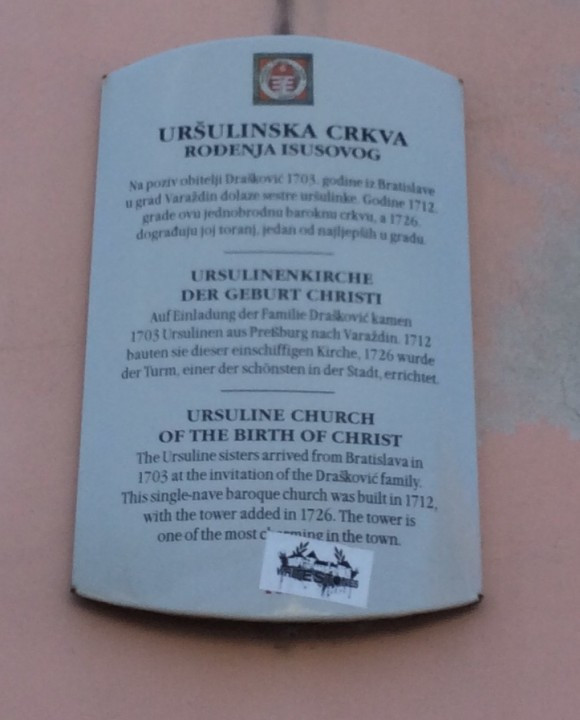 URŠULINSKA CRKVA
ROĐENJA ISUSOVOG
Na poziv obitelji Drašković 1703. godine iz Bratislave
u grad Varaždin dolaze sestre uršulinke. Godine 1712.
grade ovu jednobrodnu baroknu crkvu, a 1726.
dograđuju joj toranj, jedan od najljepših u gradu.
URSULINENKIRCHE
DER GEBURT CHRISTI
Auf Einladung der Familie Drašković kamen
1703 Ursulinen aus Preßburg nach Varaždin. 1712
bauten sie dieser einschiffigen Kirche, 1726 wurde
der Turm, einer der schönsten in der Stadt, errichtet.
URSULINE CHURCH
OF THE BIRTH OF CHRIST
The Ursuline sisters arrived from Bratislava in
1703 at the invitation of the Drašković family.
This single-nave baroque church was built in 1712,
with the tower added in 1726. The tower is
one of the most charming in the town.